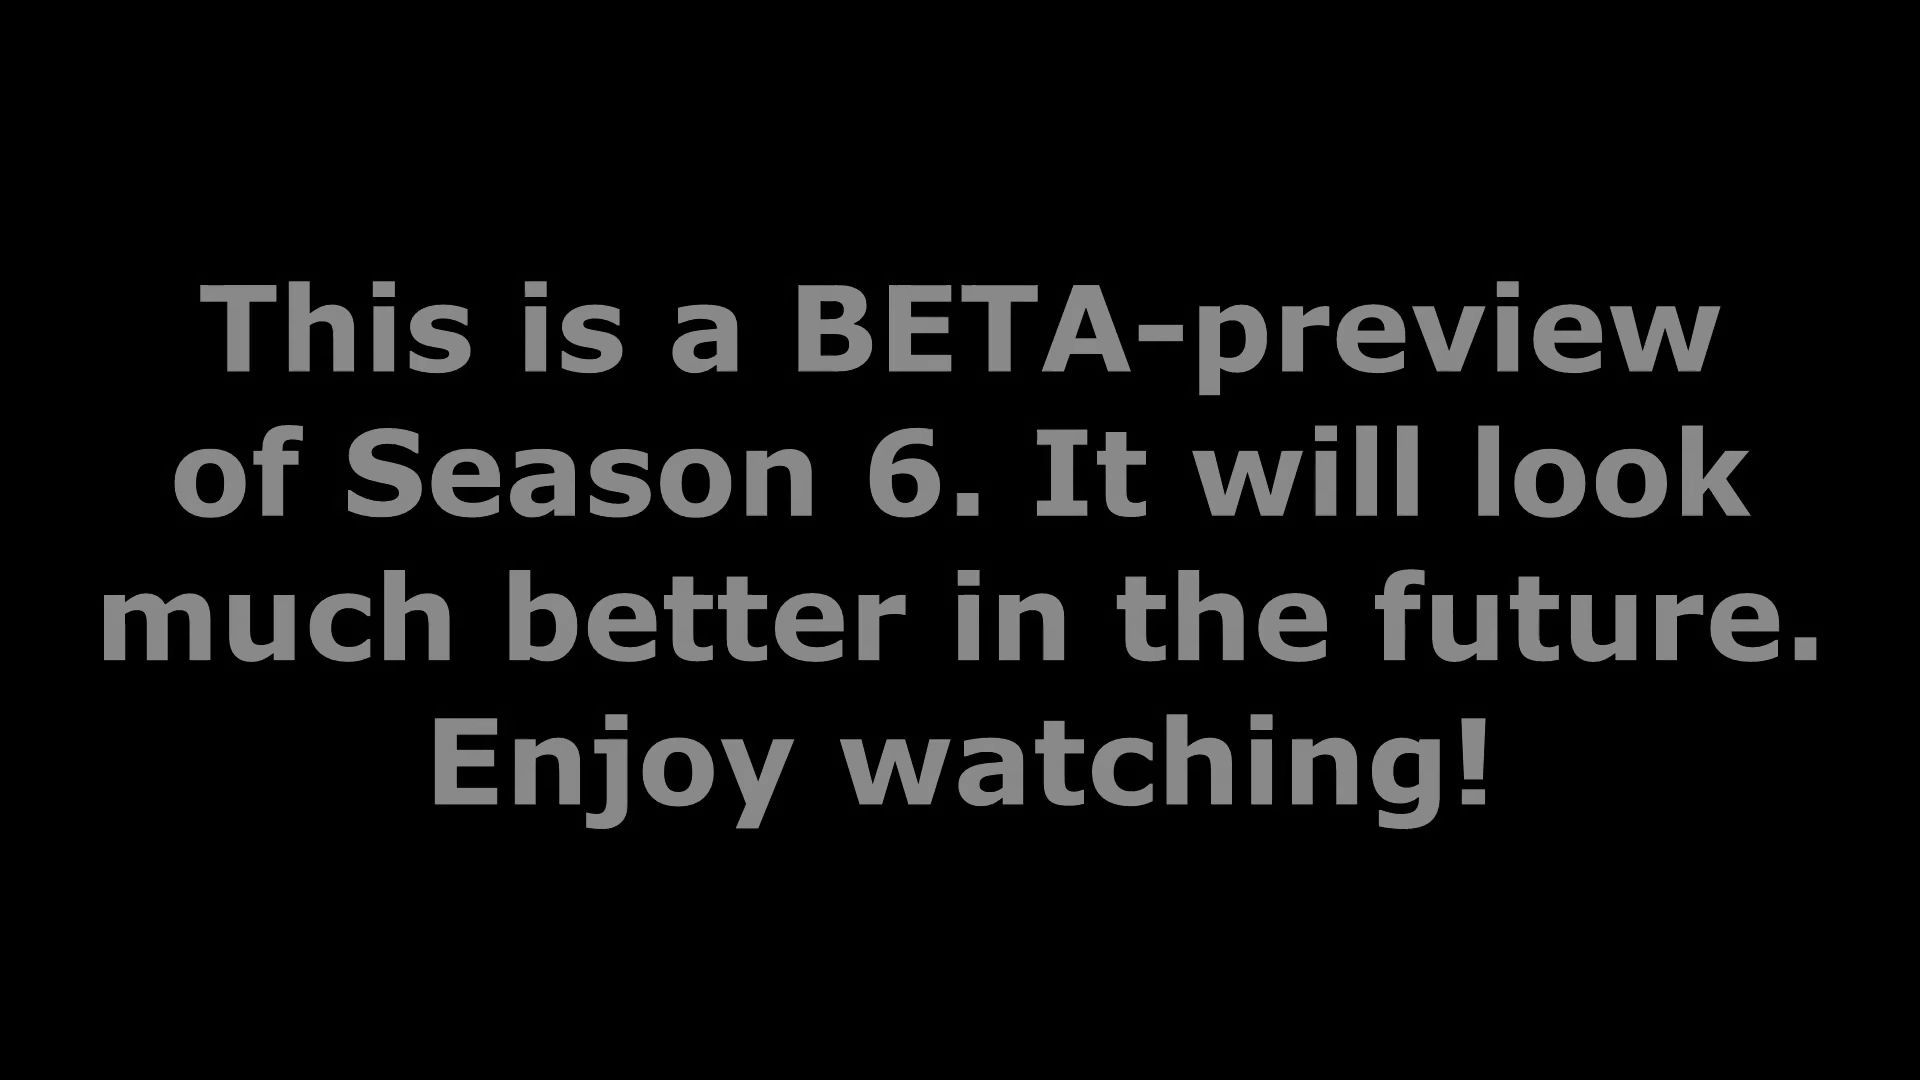 This is a BETA-preview
of Season 6. It will look
much better in the future.
Enjoy watching!